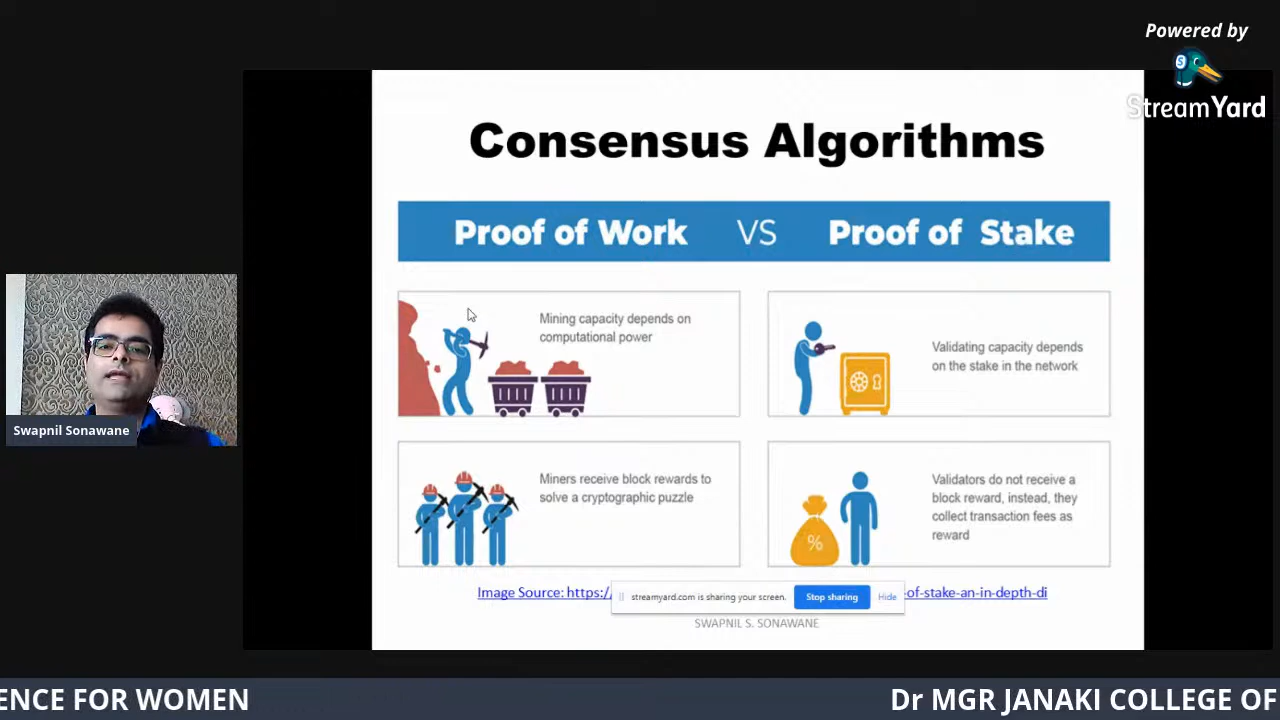 Powered by
StreamYard
Consensus Algorithms
Proof of Work VS Proof of Stake
Mining capacity depends on
computational power
Validating capacity depends
on the stake in the network
Miners receive block rewards to
solve a cryptographic puzzle
Validators do not receive a
block reward, instead, they
collect transaction fees as
reward
%
Image Source: https:/
of-stake-an-in-depth-di
streamyard.com is sharing your screen.
Stop sharing
Hide
SWAPNIL S. SONAWANE
Swapnil Sonawane
ENCE FOR WOMEN
Dr MGR JANAKI COLLEGE OF